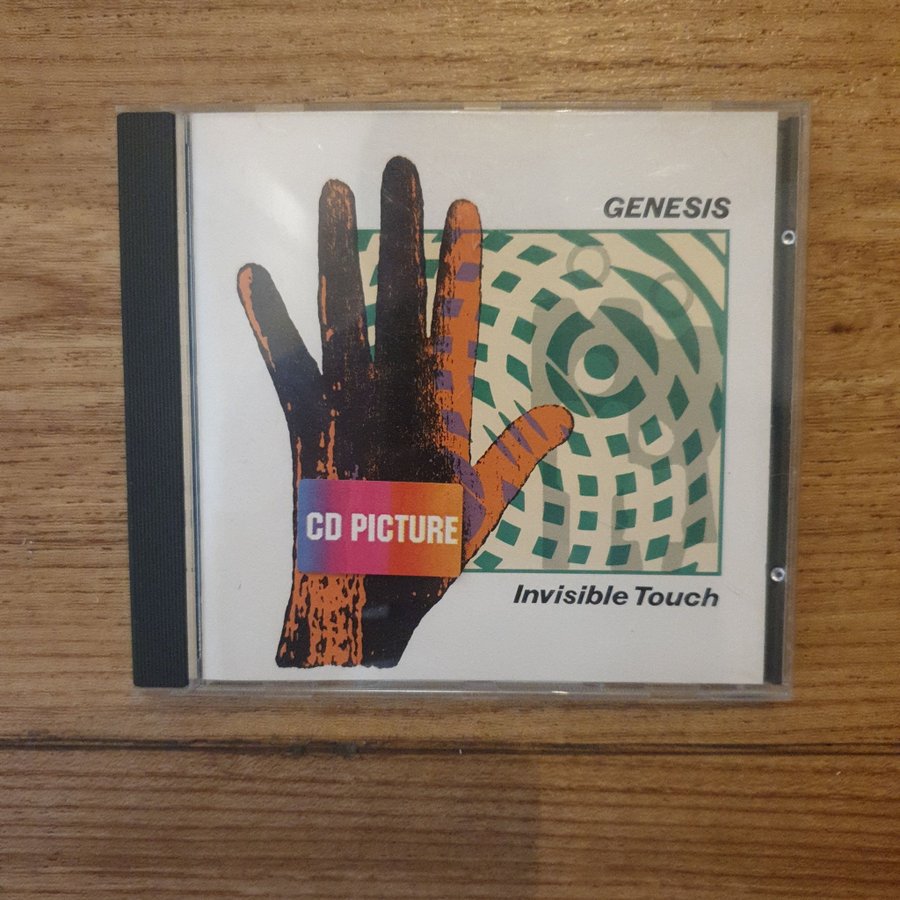 GENESIS
CD PICTURE
Invisible Touch